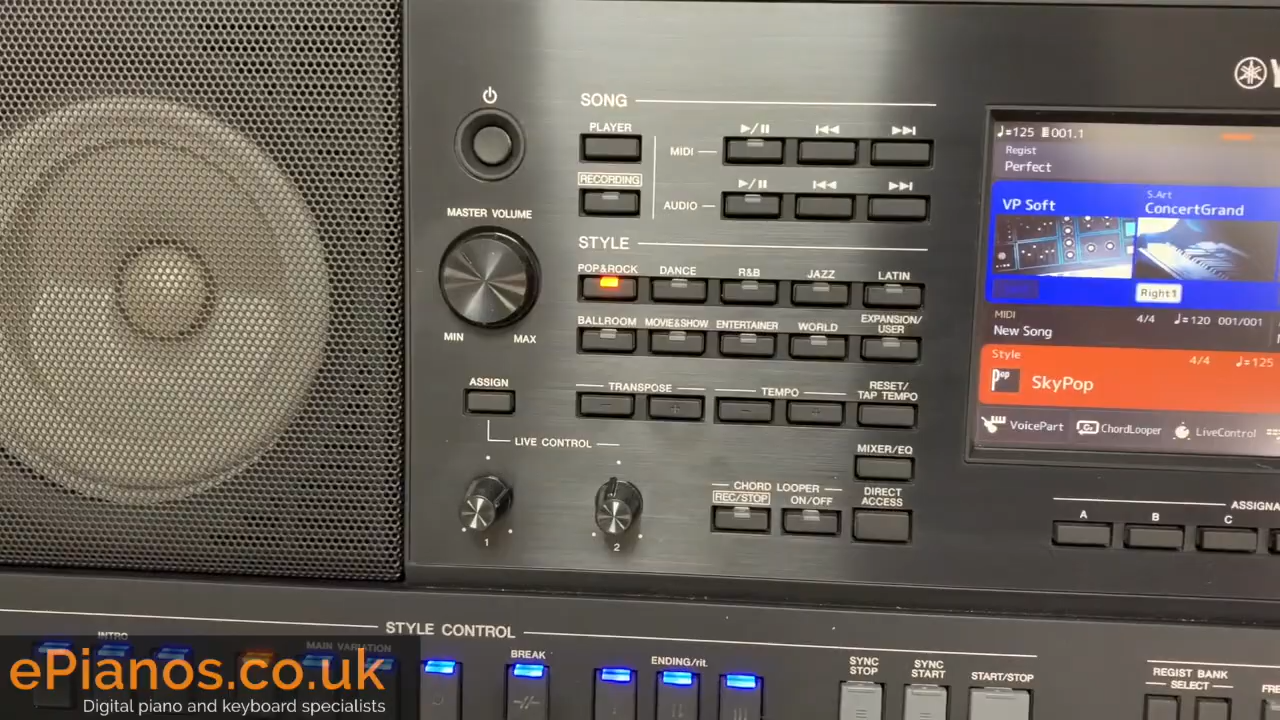 SONG
PLAYER
MIDI
RECORDING
AUDIO
MASTER VOLUME
MIN
MAX
STYLE
POP&ROCK
DANCE
R&B
JAZZ
LATIN
BALLROOM
MOVIE&SHOW
ENTERTAINER
WORLD
EXPANSION/
USER
ASSIGN
TRANSPOSE
TEMPO
RESET/
TAP TEMPO
LIVE CONTROL
MIXER/EQ
1
2
CHORD LOOPER
REC/STOP
ON/OFF
DIRECT
ACCESS
♩=125 001.1
Regist
Perfect
VP Soft
S.Art
ConcertGrand
Right1
MIDI
New Song
4/4 ♩=120 001/001
Style
4/4 ♩=125
Pop
SkyPop
VoicePart
ChordLooper
LiveControl
A
B
C
STYLE CONTROL
INTRO
MAIN VARIATION
BREAK
ENDING/rit.
SYNC
STOP
SYNC
START
START/STOP
REGIST BANK
SELECT
ePianos.co.uk
Digital piano and keyboard specialists